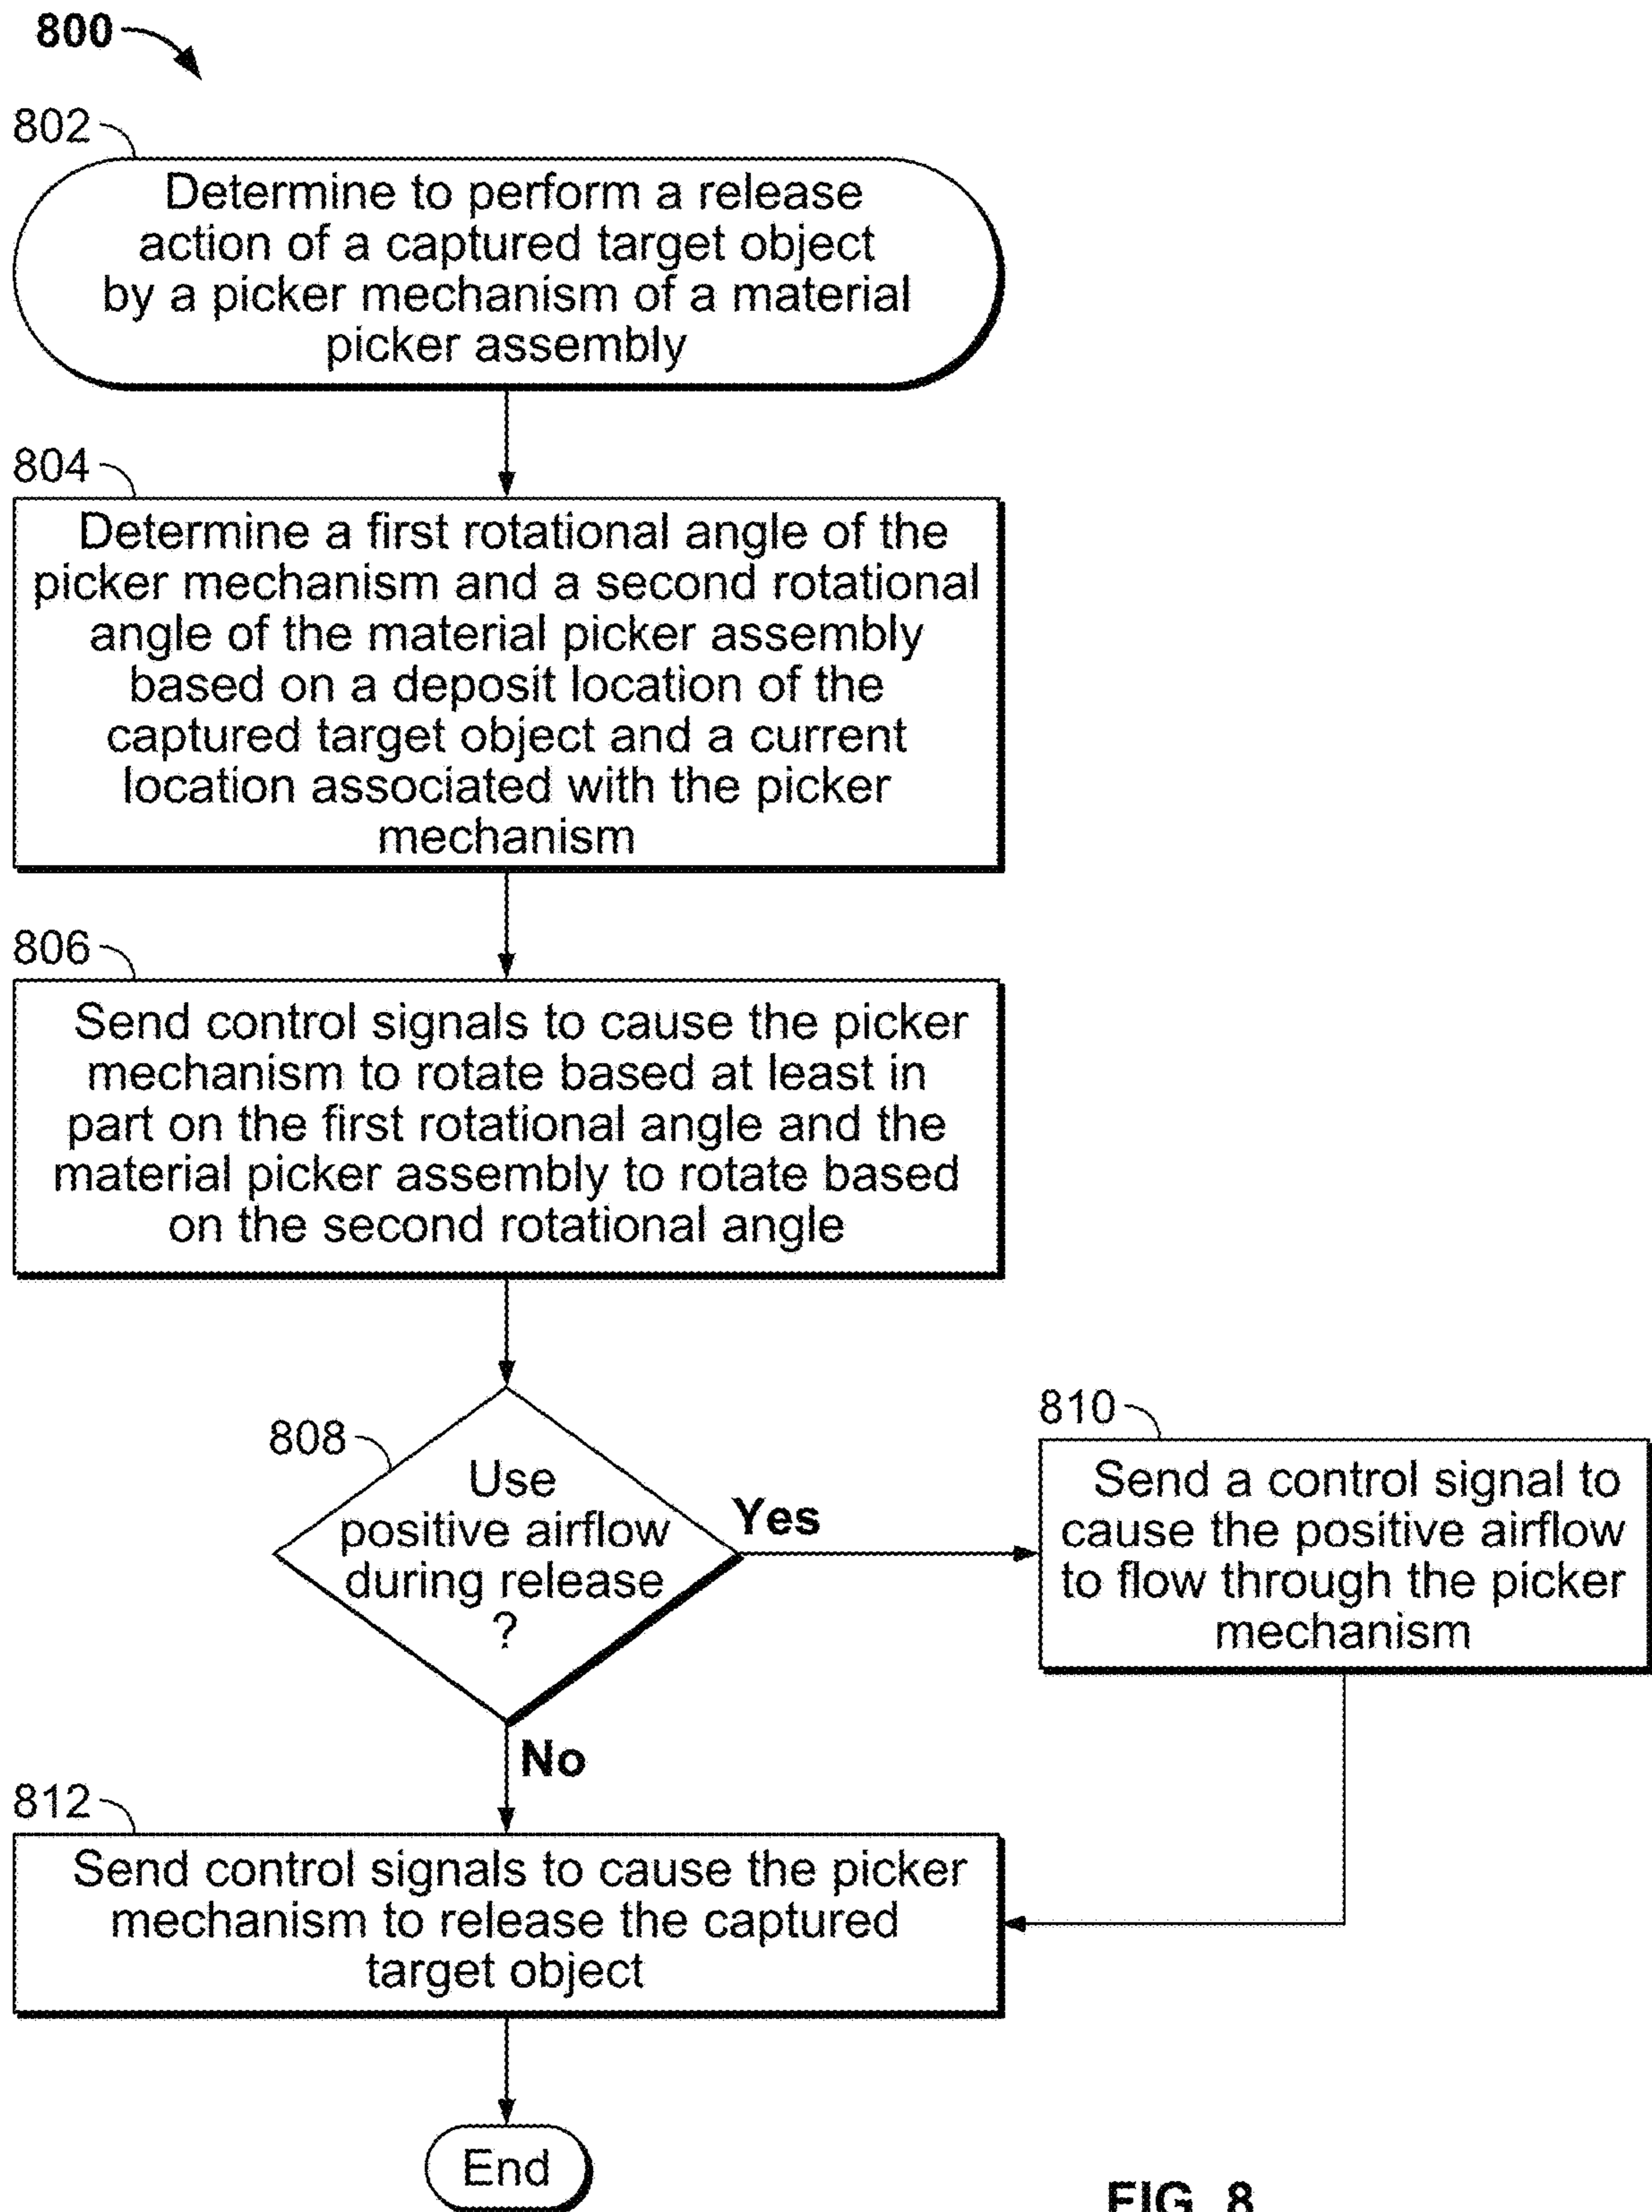 800
802
Determine to perform a release
action of a captured target object
by a picker mechanism of a material
picker assembly
804
Determine a first rotational angle of the
picker mechanism and a second rotational
angle of the material picker assembly
based on a deposit location of the
captured target object and a current
location associated with the picker
mechanism
806
Send control signals to cause the picker
mechanism to rotate based at least in
part on the first rotational angle and the
material picker assembly to rotate based
on the second rotational angle
808
Use
positive airflow
during release
?
Yes
810
Send a control signal to
cause the positive airflow
to flow through the picker
mechanism
No
812
Send control signals to cause the picker
mechanism to release the captured
target object
End
FIG. 8